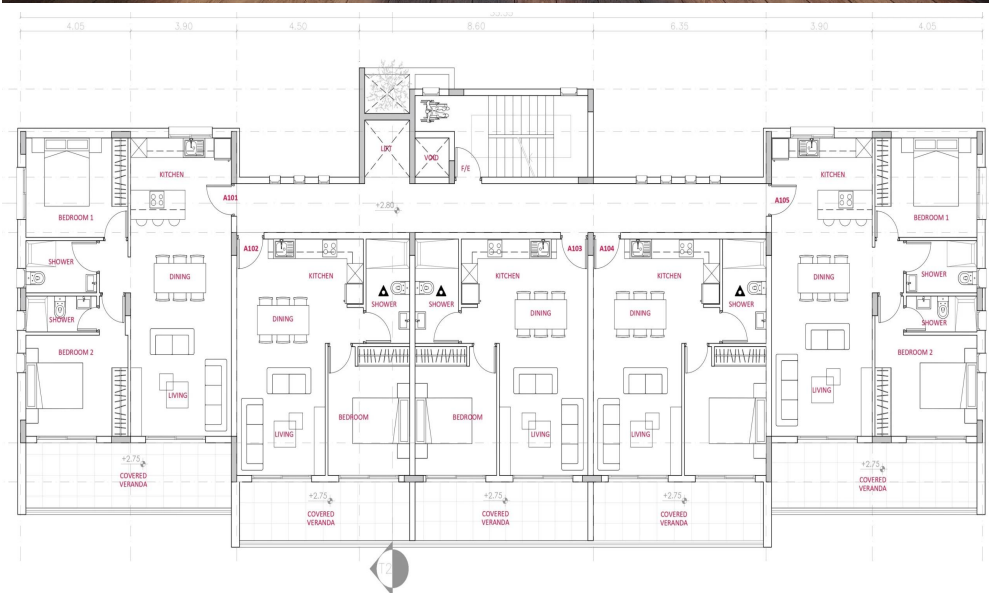 4.05 3.90 4.50 8.60 6.35 3.90 4.05
LIFT
VOID
F/E
KITCHEN
KITCHEN
A101
A105
+2.80
BEDROOM 1
BEDROOM 1
A102
A103
A104
SHOWER
DINING
KITCHEN
KITCHEN
KITCHEN
DINING
SHOWER
SHOWER
SHOWER
SHOWER
SHOWER
DINING
DINING
DINING
SHOWER
BEDROOM 2
BEDROOM 2
LIVING
LIVING
BEDROOM
BEDROOM
LIVING
LIVING
LIVING
+2.75
COVERED
VERANDA
+2.75
COVERED
VERANDA
+2.75
COVERED
VERANDA
+2.75
COVERED
VERANDA
+2.75
COVERED
VERANDA
T2